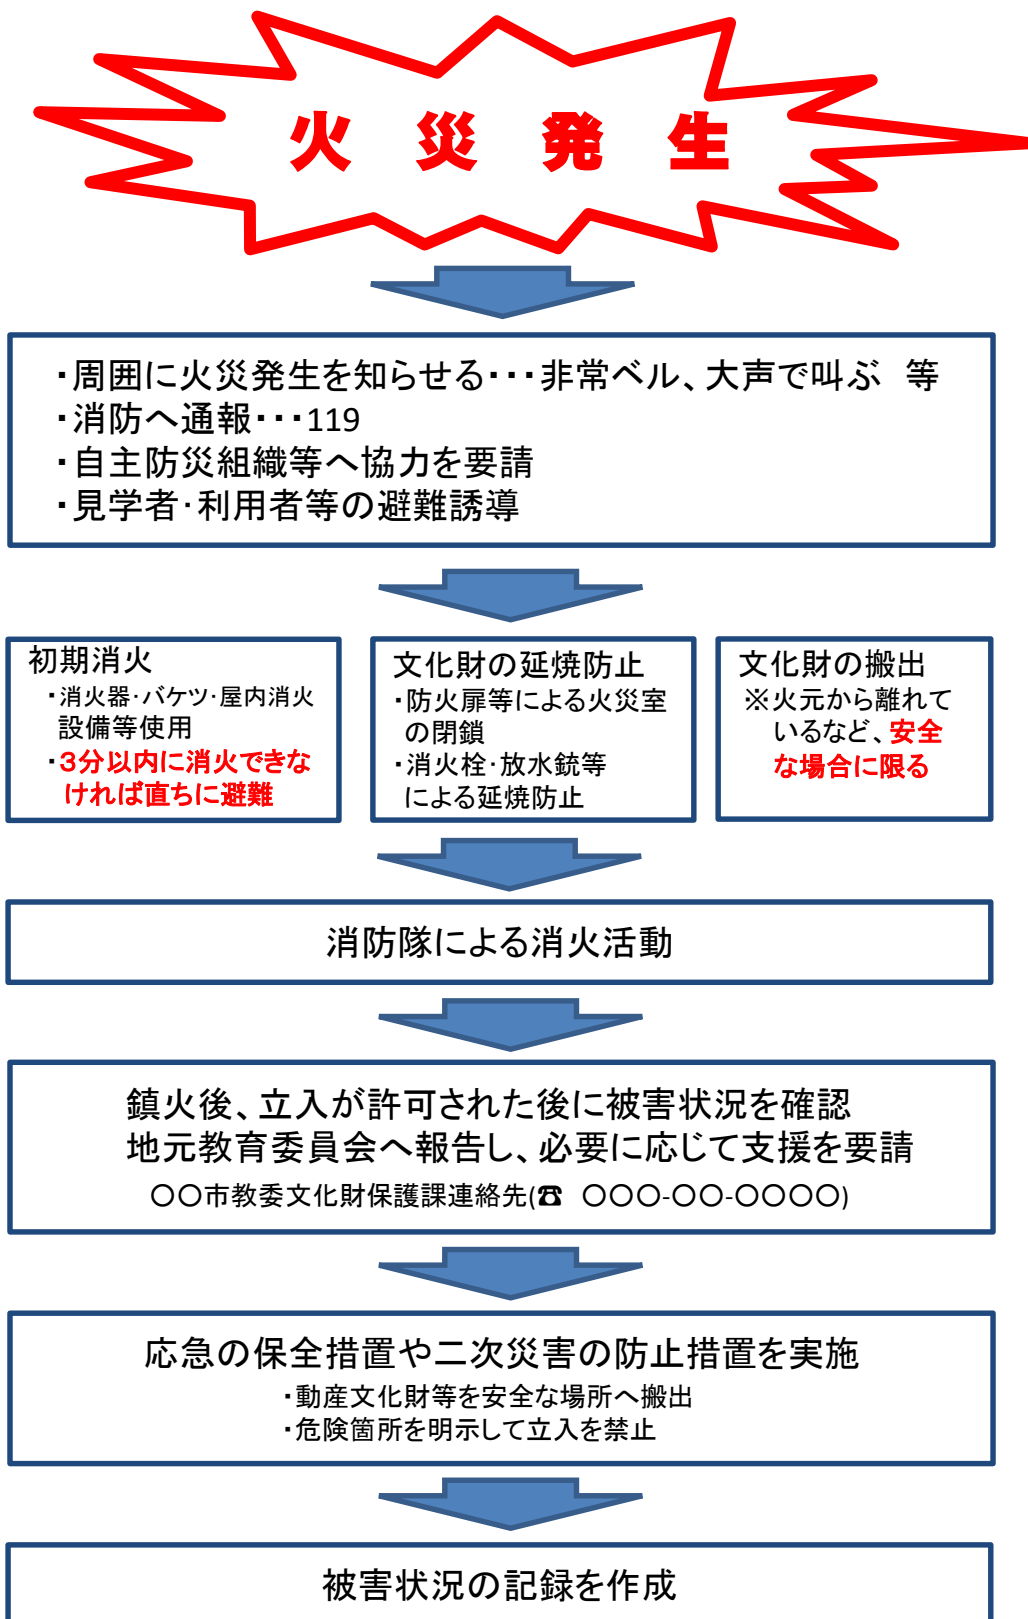 火 災 発 生
・周囲に火災発生を知らせる・・・非常ベル、大声で叫ぶ 等
・消防へ通報・・・119
・自主防災組織等へ協力を要請
・見学者・利用者等の避難誘導
初期消火
・消火器・バケツ・屋内消火
設備等使用
・3分以内に消火できな
ければ直ちに避難
文化財の延焼防止
・防火扉等による火災室
の閉鎖
・消火栓・放水銃等
による延焼防止
文化財の搬出
※火元から離れて
いるなど、安全
な場合に限る
消防隊による消火活動
鎮火後、立入が許可された後に被害状況を確認
地元教育委員会へ報告し、必要に応じて支援を要請
〇〇市教委文化財保護課連絡先(☎ 〇〇〇-〇〇-〇〇〇〇)
応急の保全措置や二次災害の防止措置を実施
・動産文化財等を安全な場所へ搬出
・危険箇所を明示して立入を禁止
被害状況の記録を作成